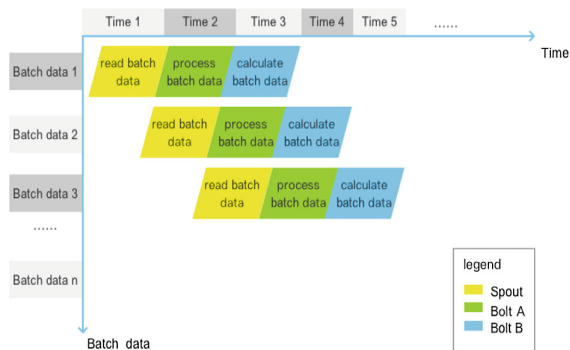 Time 1 Time 2 Time 3 Time 4 Time 5 ......
Time
Batch data 1
read batch
data
process
batch data
calculate
batch data
Batch data 2
read batch
data
process
batch data
calculate
batch data
Batch data 3
read batch
data
process
batch data
calculate
batch data
......
Batch data n
legend
Spout
Bolt A
Bolt B
Batch data